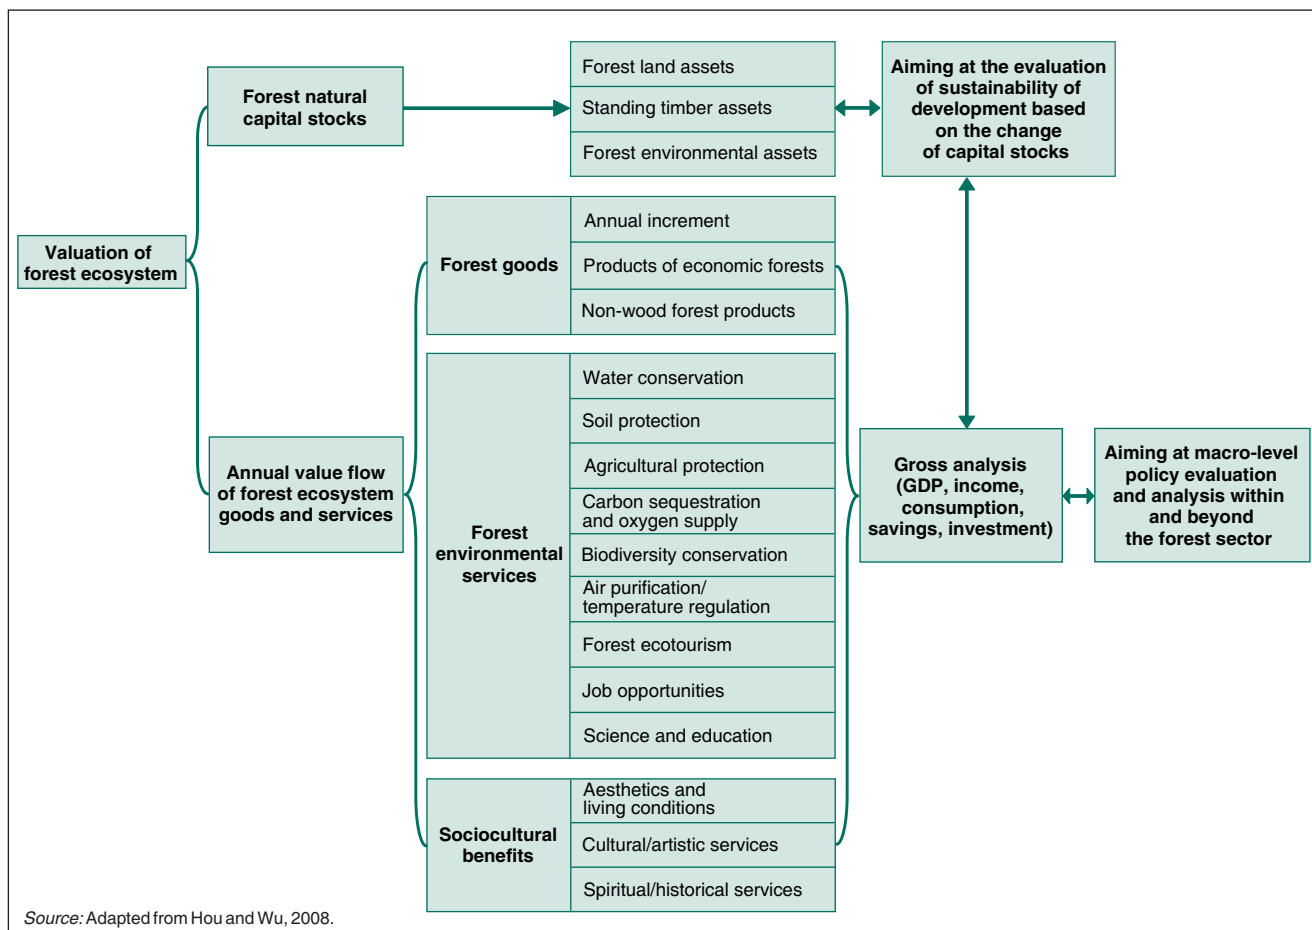 Valuation of
forest ecosystem
Forest natural
capital stocks
Forest land assets
Standing timber assets
Forest environmental assets
Aiming at the evaluation
of sustainability of
development based
on the change
of capital stocks
Annual value flow
of forest ecosystem
goods and services
Forest goods
Annual increment
Products of economic forests
Non-wood forest products
Forest
environmental
services
Water conservation
Soil protection
Agricultural protection
Carbon sequestration
and oxygen supply
Biodiversity conservation
Air purification/
temperature regulation
Forest ecotourism
Job opportunities
Science and education
Sociocultural
benefits
Aesthetics and
living conditions
Cultural/artistic services
Spiritual/historical services
Gross analysis
(GDP, income,
consumption,
savings, investment)
Aiming at macro-level
policy evaluation
and analysis within
and beyond
the forest sector
Source: Adapted from Hou and Wu, 2008.